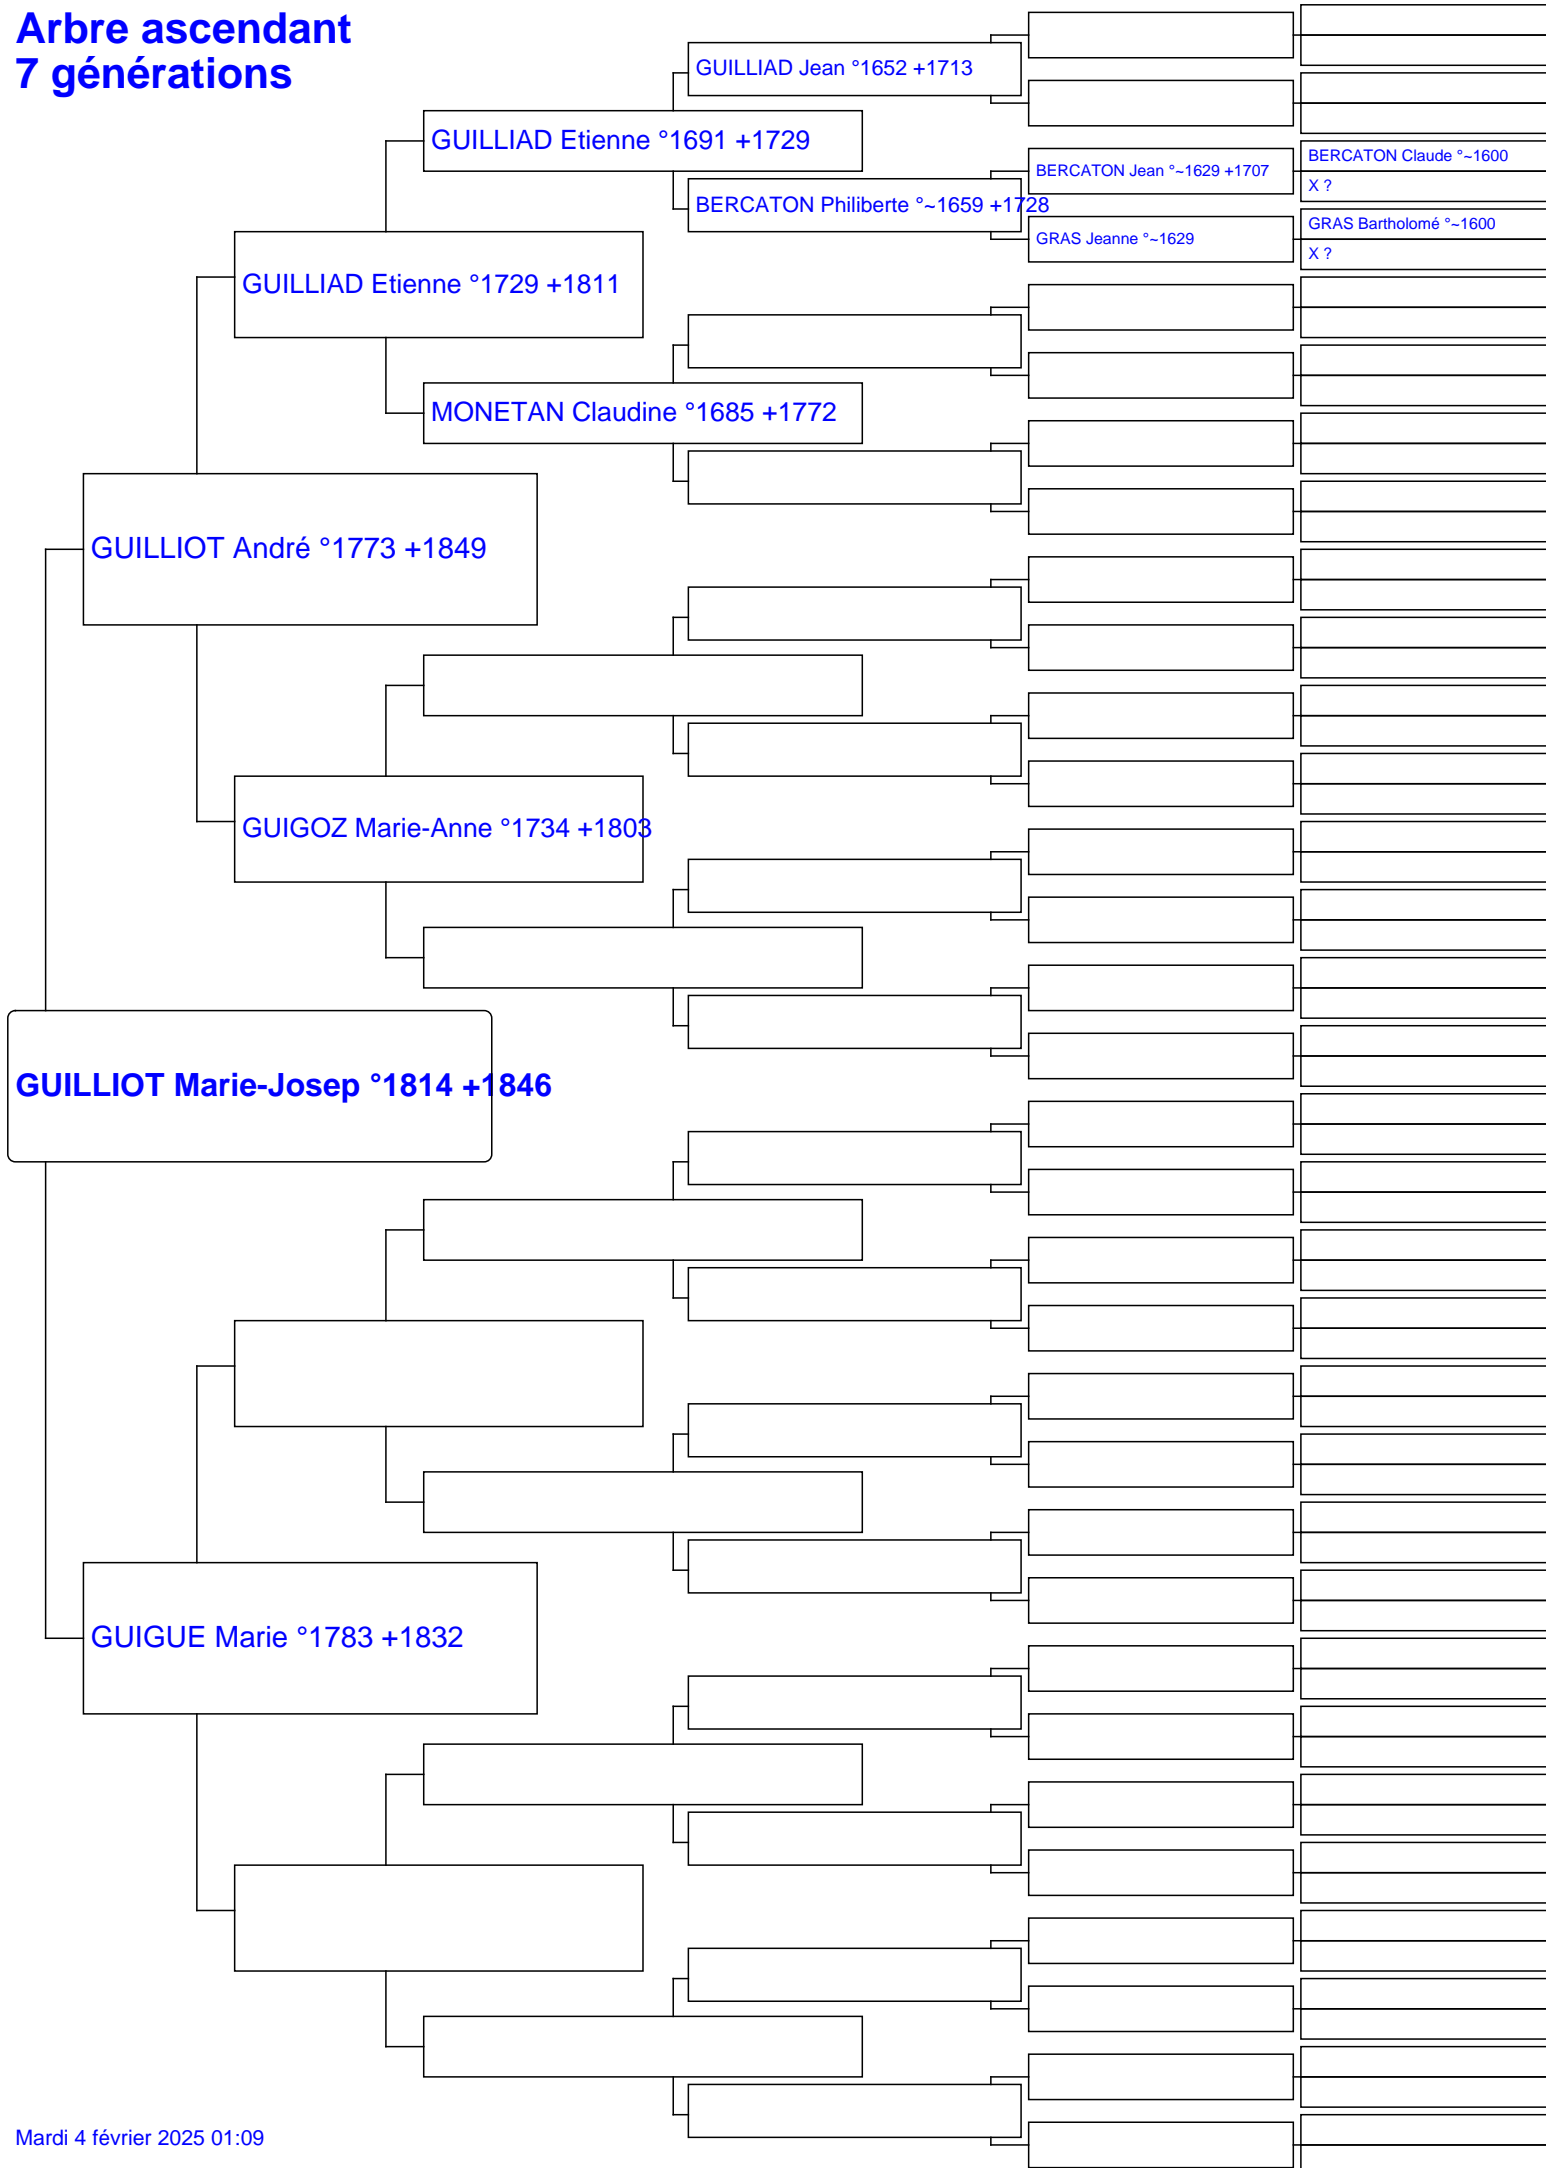 Arbre ascendant
7 générations
GUILLIAD Jean °1652 +1713
GUILLIAD Etienne °1691 +1729
BERCATON Claude °~1600
BERCATON Jean °~1629 +1707
X ?
BERCATON Philiberte °~1659 +1728
GRAS Bartholomé °~1600
GRAS Jeanne °~1629
X ?
GUILLIAD Etienne °1729 +1811
MONETAN Claudine °1685 +1772
GUILLIOT André °1773 +1849
GUIGOZ Marie-Anne °1734 +1803
GUILLIOT Marie-Josep °1814 +1846
GUIGUE Marie °1783 +1832
Mardi 4 février 2025 01:09